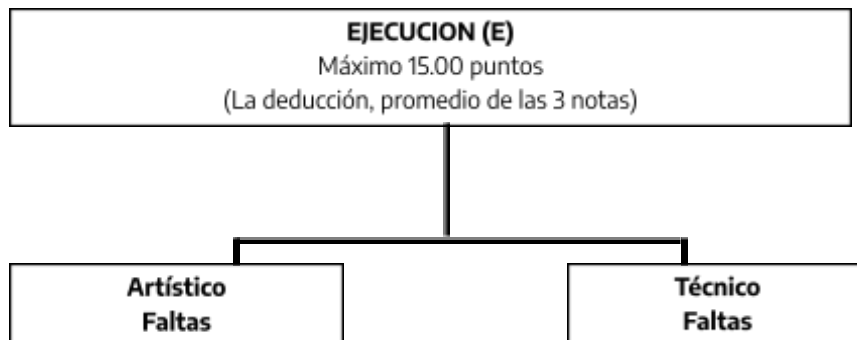 EJECUCION (E)
Máximo 15.00 puntos
(La deducción, promedio de las 3 notas)
Artístico
Faltas
Técnico
Faltas